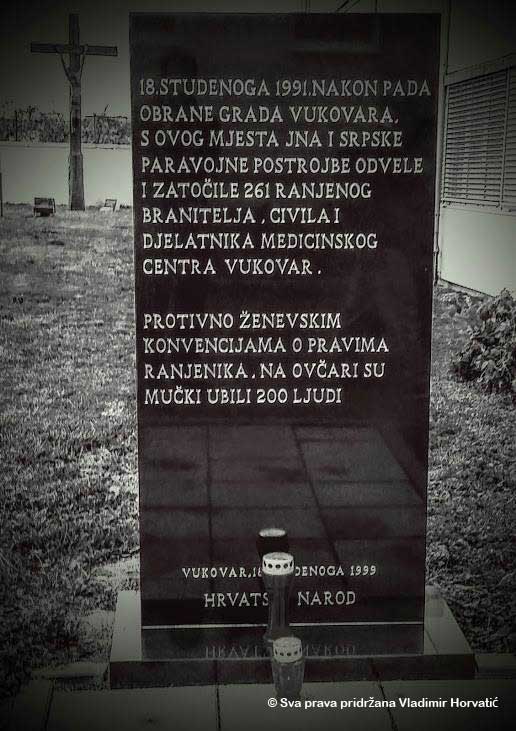 18.STUDENOGA 1991.NAKON PADA
OBRANE GRADA VUKOVARA,
S OVOG MJESTA JNA I SRPSKE
PARAVOJNE POSTROJBE ODVELE
I ZATOČILE 261 RANJENOG
BRANITELJA, CIVILA I
DJELATNIKA MEDICINSKOG
CENTRA VUKOVAR.
PROTIVNO ŽENEVSKIM
KONVENCIJAMA O PRAVIMA
RANJENIKA, NA OVČARI SU
MUČKI UBILI 200 LJUDI
VUKOVAR, DENOGA 1999
HRVATS NAROD
© Sva prava pridržana Vladimir Horvatić